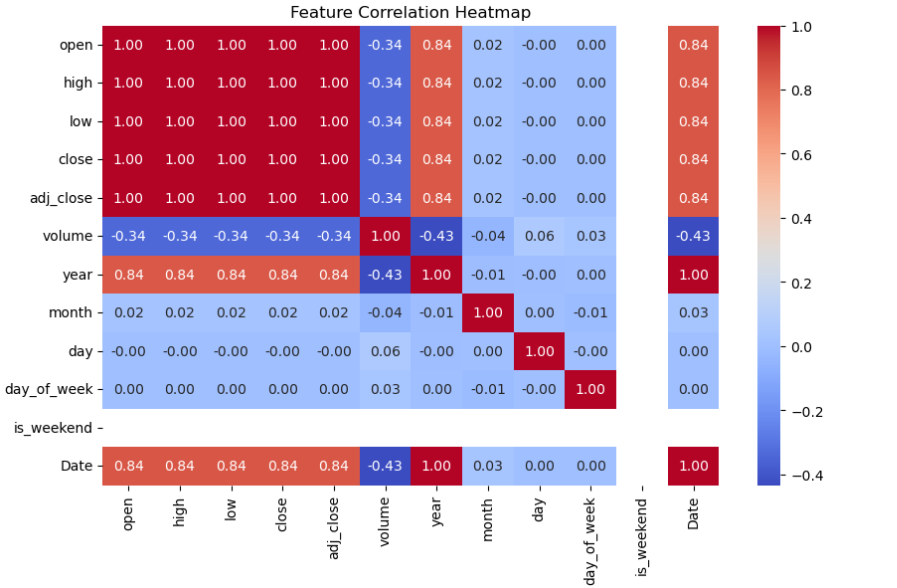 Feature Correlation Heatmap
open 1.00 1.00 1.00 1.00 1.00 -0.34 0.84 0.02 -0.00 0.00 0.84
high 1.00 1.00 1.00 1.00 1.00 -0.34 0.84 0.02 -0.00 0.00 0.84
low 1.00 1.00 1.00 1.00 1.00 -0.34 0.84 0.02 -0.00 0.00 0.84
close 1.00 1.00 1.00 1.00 1.00 -0.34 0.84 0.02 -0.00 0.00 0.84
adj_close 1.00 1.00 1.00 1.00 1.00 -0.34 0.84 0.02 -0.00 0.00 0.84
volume -0.34 -0.34 -0.34 -0.34 -0.34 1.00 -0.43 -0.04 0.06 0.03 -0.43
year 0.84 0.84 0.84 0.84 0.84 -0.43 1.00 -0.01 -0.00 0.00 1.00
month 0.02 0.02 0.02 0.02 0.02 -0.04 -0.01 1.00 0.00 -0.01 0.03
day -0.00 -0.00 -0.00 -0.00 -0.00 0.06 -0.00 0.00 1.00 -0.00 0.00
day_of_week 0.00 0.00 0.00 0.00 0.00 0.03 0.00 -0.01 -0.00 1.00 0.00
is_weekend
Date 0.84 0.84 0.84 0.84 0.84 -0.43 1.00 0.03 0.00 0.00 1.00
open high low close adj_close volume year month day day_of_week is_weekend Date
1.0
0.8
0.6
0.4
0.2
0.0
−0.2
−0.4